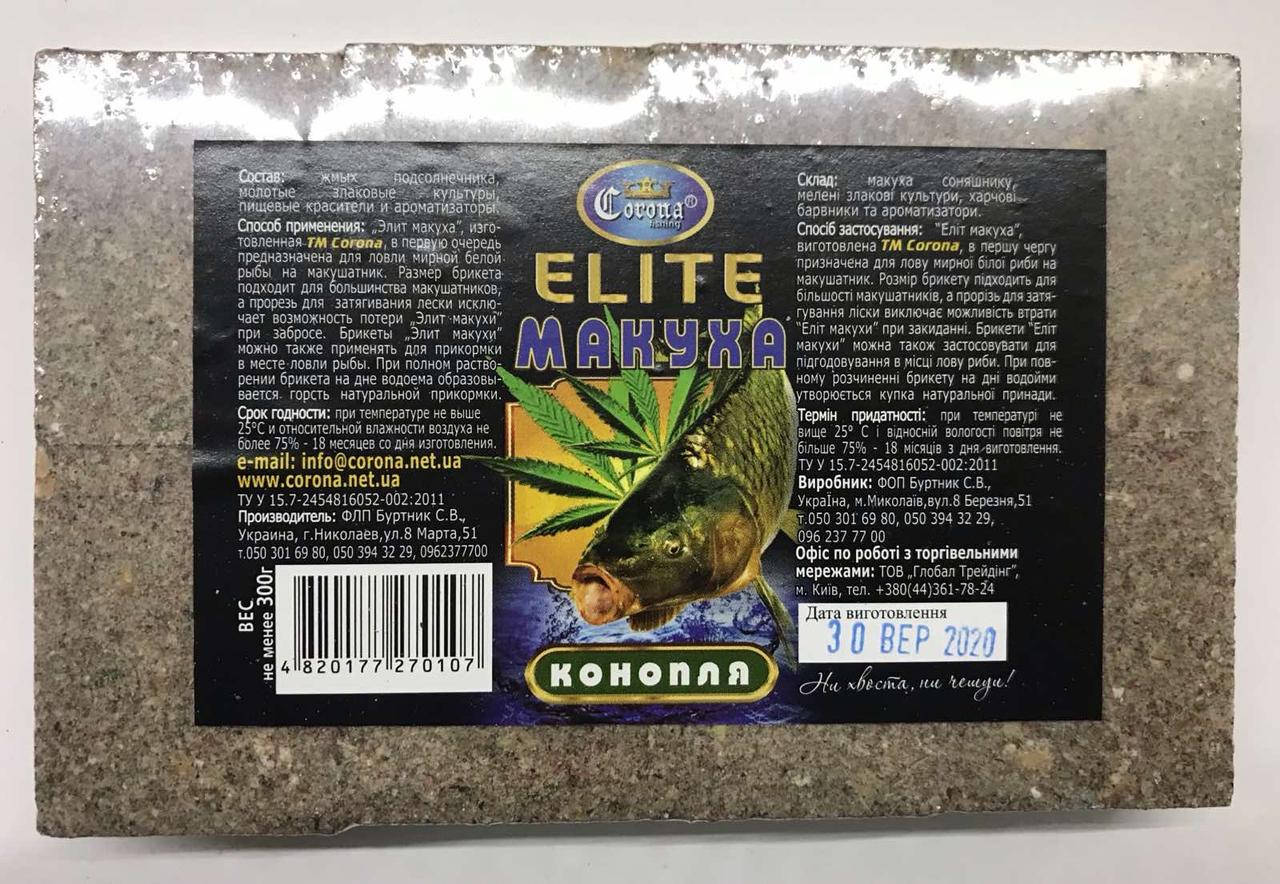 Состав: жмых подсолнечника,
молотые злаковые культуры,
пищевые красители и ароматизаторы.
Способ применения: „Элит макуха”, изго-
товленная ТМ Corona, в первую очередь
предназначена для ловли мирной белой
рыбы на макушатник. Размер брикета
подходит для большинства макушатников,
а прорезь для затягивания лески исклю-
чает возможность потери „Элит макухи”
при забросе. Брикеты „Элит макухи”
можно также применять для прикормки
в месте ловли рыбы. При полном раство-
рении брикета на дне водоема образовы-
вается горсть натуральной прикормки.
Срок годности: при температуре не выше
25°С и относительной влажности воздуха не
более 75% - 18 месяцев со дня изготовления.
e-mail: info@corona.net.ua
www.corona.net.ua
ТУ У 15.7-2454816052-002:2011
Производитель: ФЛП Буртник С.В.,
Украина, г.Николаев,ул.8 Марта,51
т.050 301 69 80, 050 394 32 29, 0962377700
ВЕС
не менее 300г
4 820177 270107
Corona®
fishing
ELITE
МАКУХА
КОНОПЛЯ
Склад: макуха соняшнику,
мелені злакові культури, харчові
барвники та ароматизатори.
Спосіб застосування: "Еліт макуха",
виготовлена ТМ Corona, в першу чергу
призначена для лову мирної білої риби на
макушатник. Розмір брикету підходить для
більшості макушатників, а прорізь для затя-
гування ліски виключає можливість втрати
"Еліт макухи" при закиданні. Брикети "Еліт
макухи" можна також застосовувати для
підгодовування в місці лову риби. При пов-
ному розчиненні брикету на дні водойми
утворюється купка натуральної принади.
Термін придатності: при температурі не
вище 25° С і відносній вологості повітря не
більше 75% - 18 місяців з дня виготовлення.
ТУ У 15.7-2454816052-002:2011
Виробник: ФОП Буртник С.В.,
УкраЇна, м.Миколаїв,вул.8 Березня,51
т.050 301 69 80, 050 394 32 29,
096 237 77 00
Офіс по роботі з торгівельними
мережами: ТОВ „Глобал Трейдінг”,
м. Київ, тел. +380(44)361-78-24
Дата виготовлення
30 ВЕР 2020
Ни хвоста, ни чешуи!